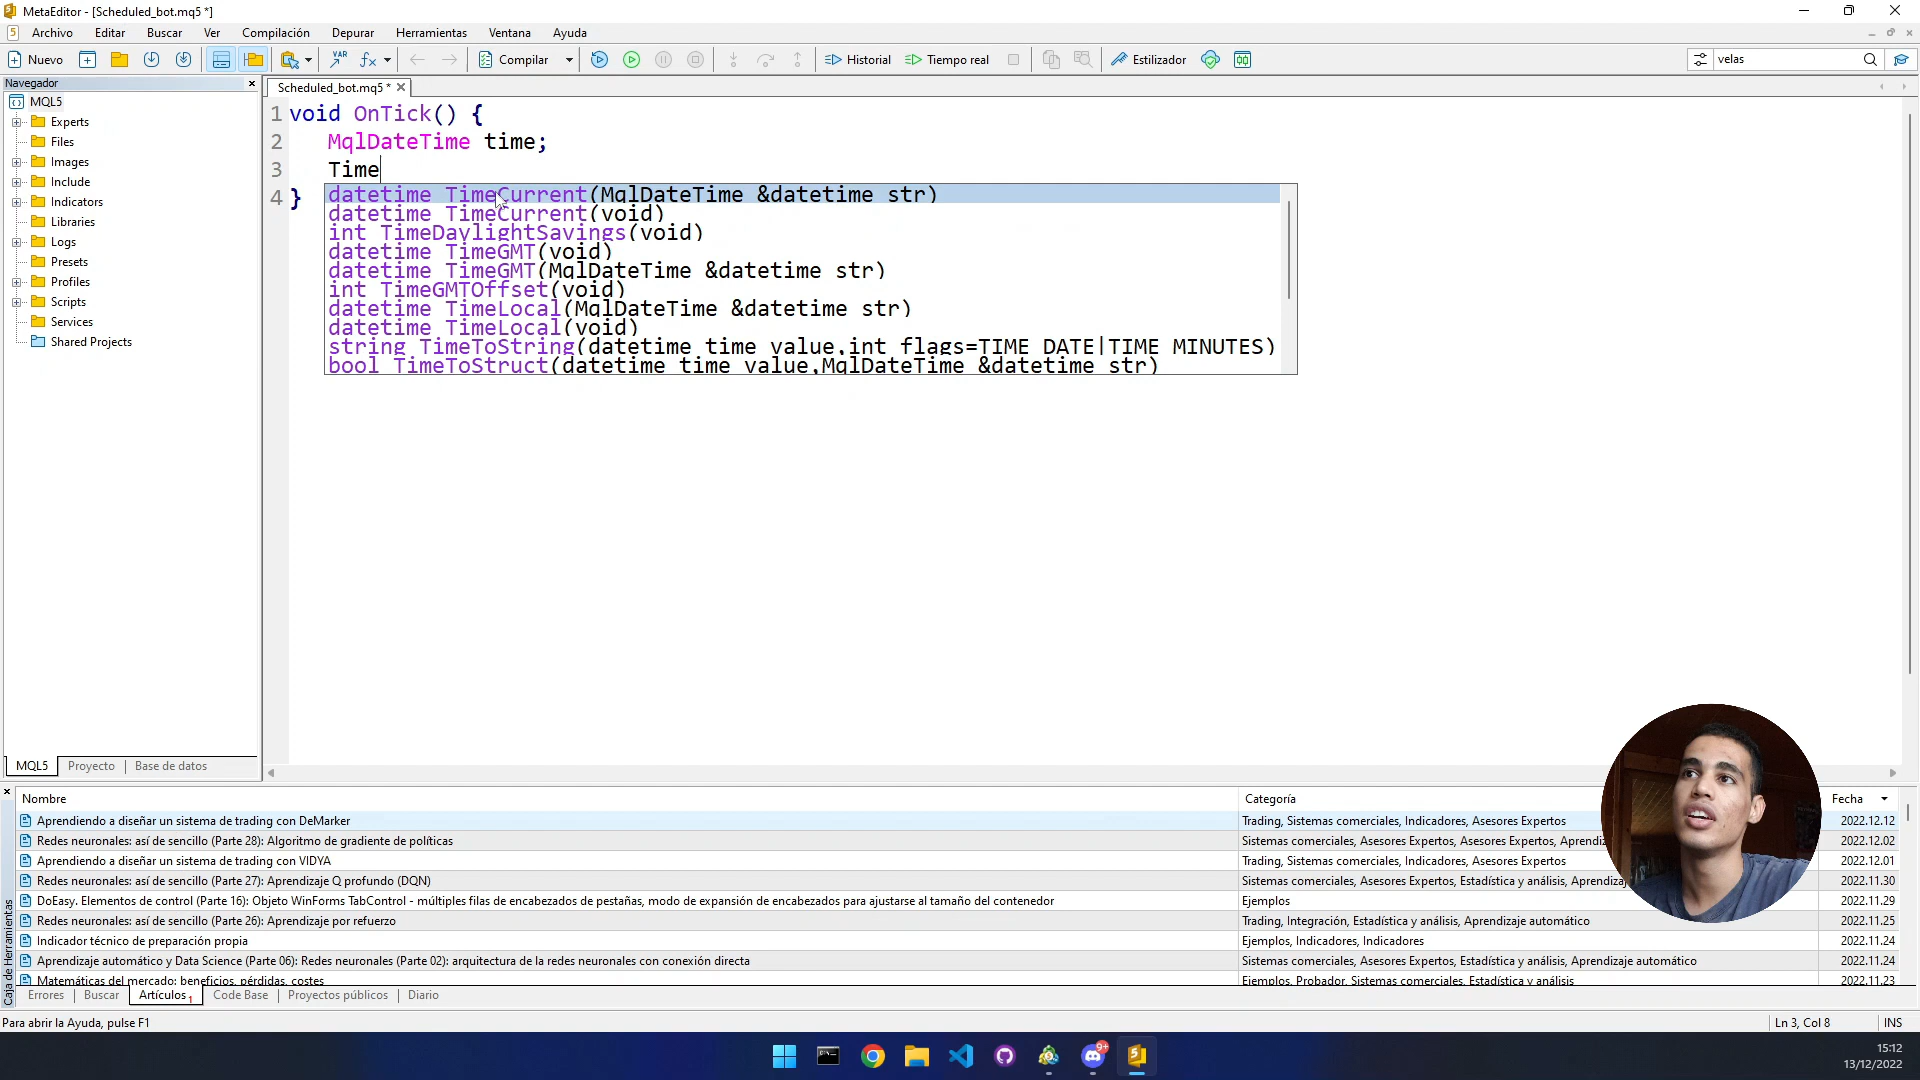 MetaEditor - [Scheduled_bot.mq5 *]
5 Archivo Editar Buscar Ver Compilación Depurar Herramientas Ventana Ayuda
Nuevo VAR fx Compilar Historial Tiempo real Estilizador velas
Navegador
MQL5
Experts
Files
Images
Include
Indicators
Libraries
Logs
Presets
Profiles
Scripts
Services
Shared Projects
MQL5 Proyecto Base de datos
Scheduled_bot.mq5 *
1 void OnTick() {
2 MqlDateTime time;
3 Time
4 }
datetime TimeCurrent(MqlDateTime &datetime str)
datetime TimeCurrent(void)
int TimeDaylightSavings(void)
datetime TimeGMT(void)
datetime TimeGMT(MqlDateTime &datetime str)
int TimeGMTOffset(void)
datetime TimeLocal(MqlDateTime &datetime str)
datetime TimeLocal(void)
string TimeToString(datetime time value,int flags=TIME DATE|TIME MINUTES)
bool TimeToStruct(datetime time value,MqlDateTime &datetime str)
Nombre Categoría Fecha
Aprendiendo a diseñar un sistema de trading con DeMarker Trading, Sistemas comerciales, Indicadores, Asesores Expertos 2022.12.12
Redes neuronales: así de sencillo (Parte 28): Algoritmo de gradiente de políticas Sistemas comerciales, Asesores Expertos, Asesores Expertos, Aprendiz 2022.12.02
Aprendiendo a diseñar un sistema de trading con VIDYA Trading, Sistemas comerciales, Indicadores, Asesores Expertos 2022.12.01
Redes neuronales: así de sencillo (Parte 27): Aprendizaje Q profundo (DQN) Sistemas comerciales, Asesores Expertos, Estadística y análisis, Aprendizaj 2022.11.30
DoEasy. Elementos de control (Parte 16): Objeto WinForms TabControl - múltiples filas de encabezados de pestañas, modo de expansión de encabezados para ajustarse al tamaño del contenedor Ejemplos 2022.11.29
Redes neuronales: así de sencillo (Parte 26): Aprendizaje por refuerzo Trading, Integración, Estadística y análisis, Aprendizaje automático 2022.11.25
Indicador técnico de preparación propia Ejemplos, Indicadores, Indicadores 2022.11.24
Aprendizaje automático y Data Science (Parte 06): Redes neuronales (Parte 02): arquitectura de la redes neuronales con conexión directa Sistemas comerciales, Asesores Expertos, Estadística y análisis, Aprendizaje automático 2022.11.24
Matemáticas del mercado: beneficios, pérdidas, costes Ejemplos, Probador, Sistemas comerciales, Estadística y análisis 2022.11.23
Caja de Herramientas
Errores Buscar Artículos 1 Code Base Proyectos públicos Diario
Para abrir la Ayuda, pulse F1 Ln 3, Col 8 INS
9+ 5
15:12
13/12/2022